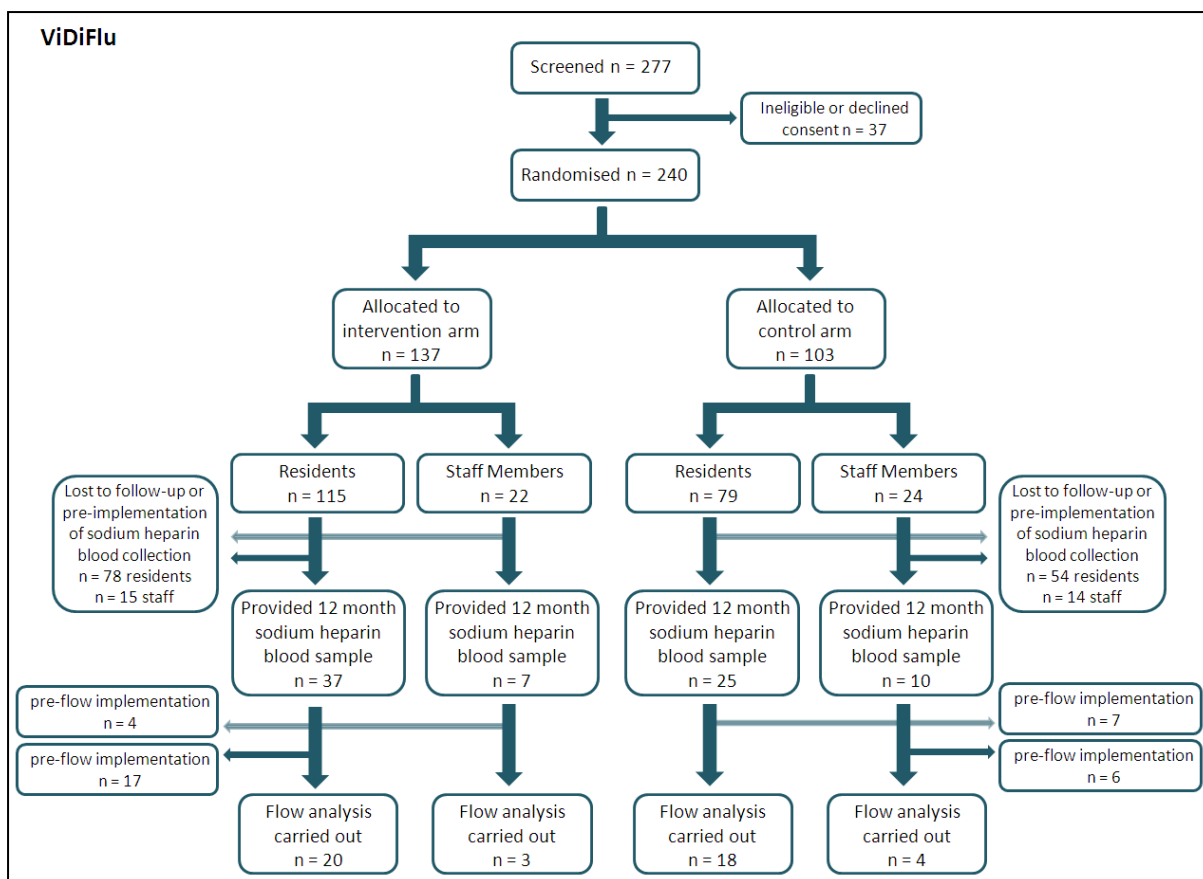 ViDiFlu
Screened n = 277
Ineligible or declined
consent n = 37
Randomised n = 240
Allocated to
intervention arm
n = 137
Allocated to
control arm
n = 103
Residents
n = 115
Staff Members
n = 22
Residents
n = 79
Staff Members
n = 24
Lost to follow-up or
pre-implementation
of sodium heparin
blood collection
n = 78 residents
n = 15 staff
Lost to follow-up or
pre-implementation
of sodium heparin
blood collection
n = 54 residents
n = 14 staff
Provided 12 month
sodium heparin
blood sample
n = 37
Provided 12 month
sodium heparin
blood sample
n = 7
Provided 12 month
sodium heparin
blood sample
n = 25
Provided 12 month
sodium heparin
blood sample
n = 10
pre-flow implementation
n = 4
pre-flow implementation
n = 17
pre-flow implementation
n = 7
pre-flow implementation
n = 6
Flow analysis
carried out
n = 20
Flow analysis
carried out
n = 3
Flow analysis
carried out
n = 18
Flow analysis
carried out
n = 4